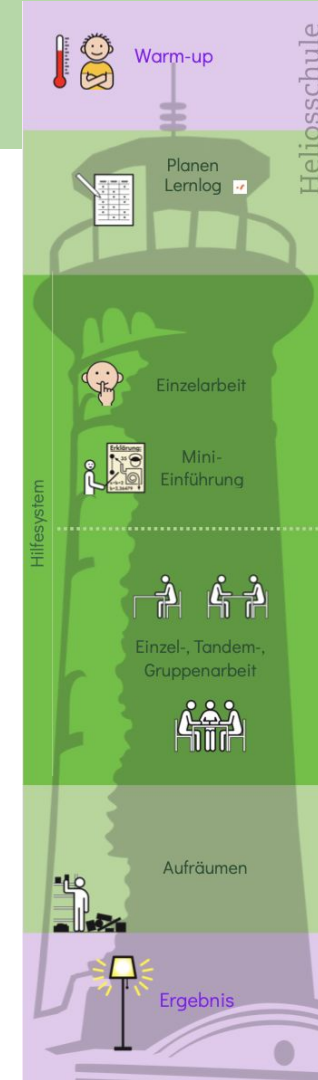 Heliosschule
Warm-up
Planen
Lernlog
Einzelarbeit
Erklärung:
Mini-
Einführung
Hilfesystem
Einzel-, Tandem-,
Gruppenarbeit
Aufräumen
Ergebnis